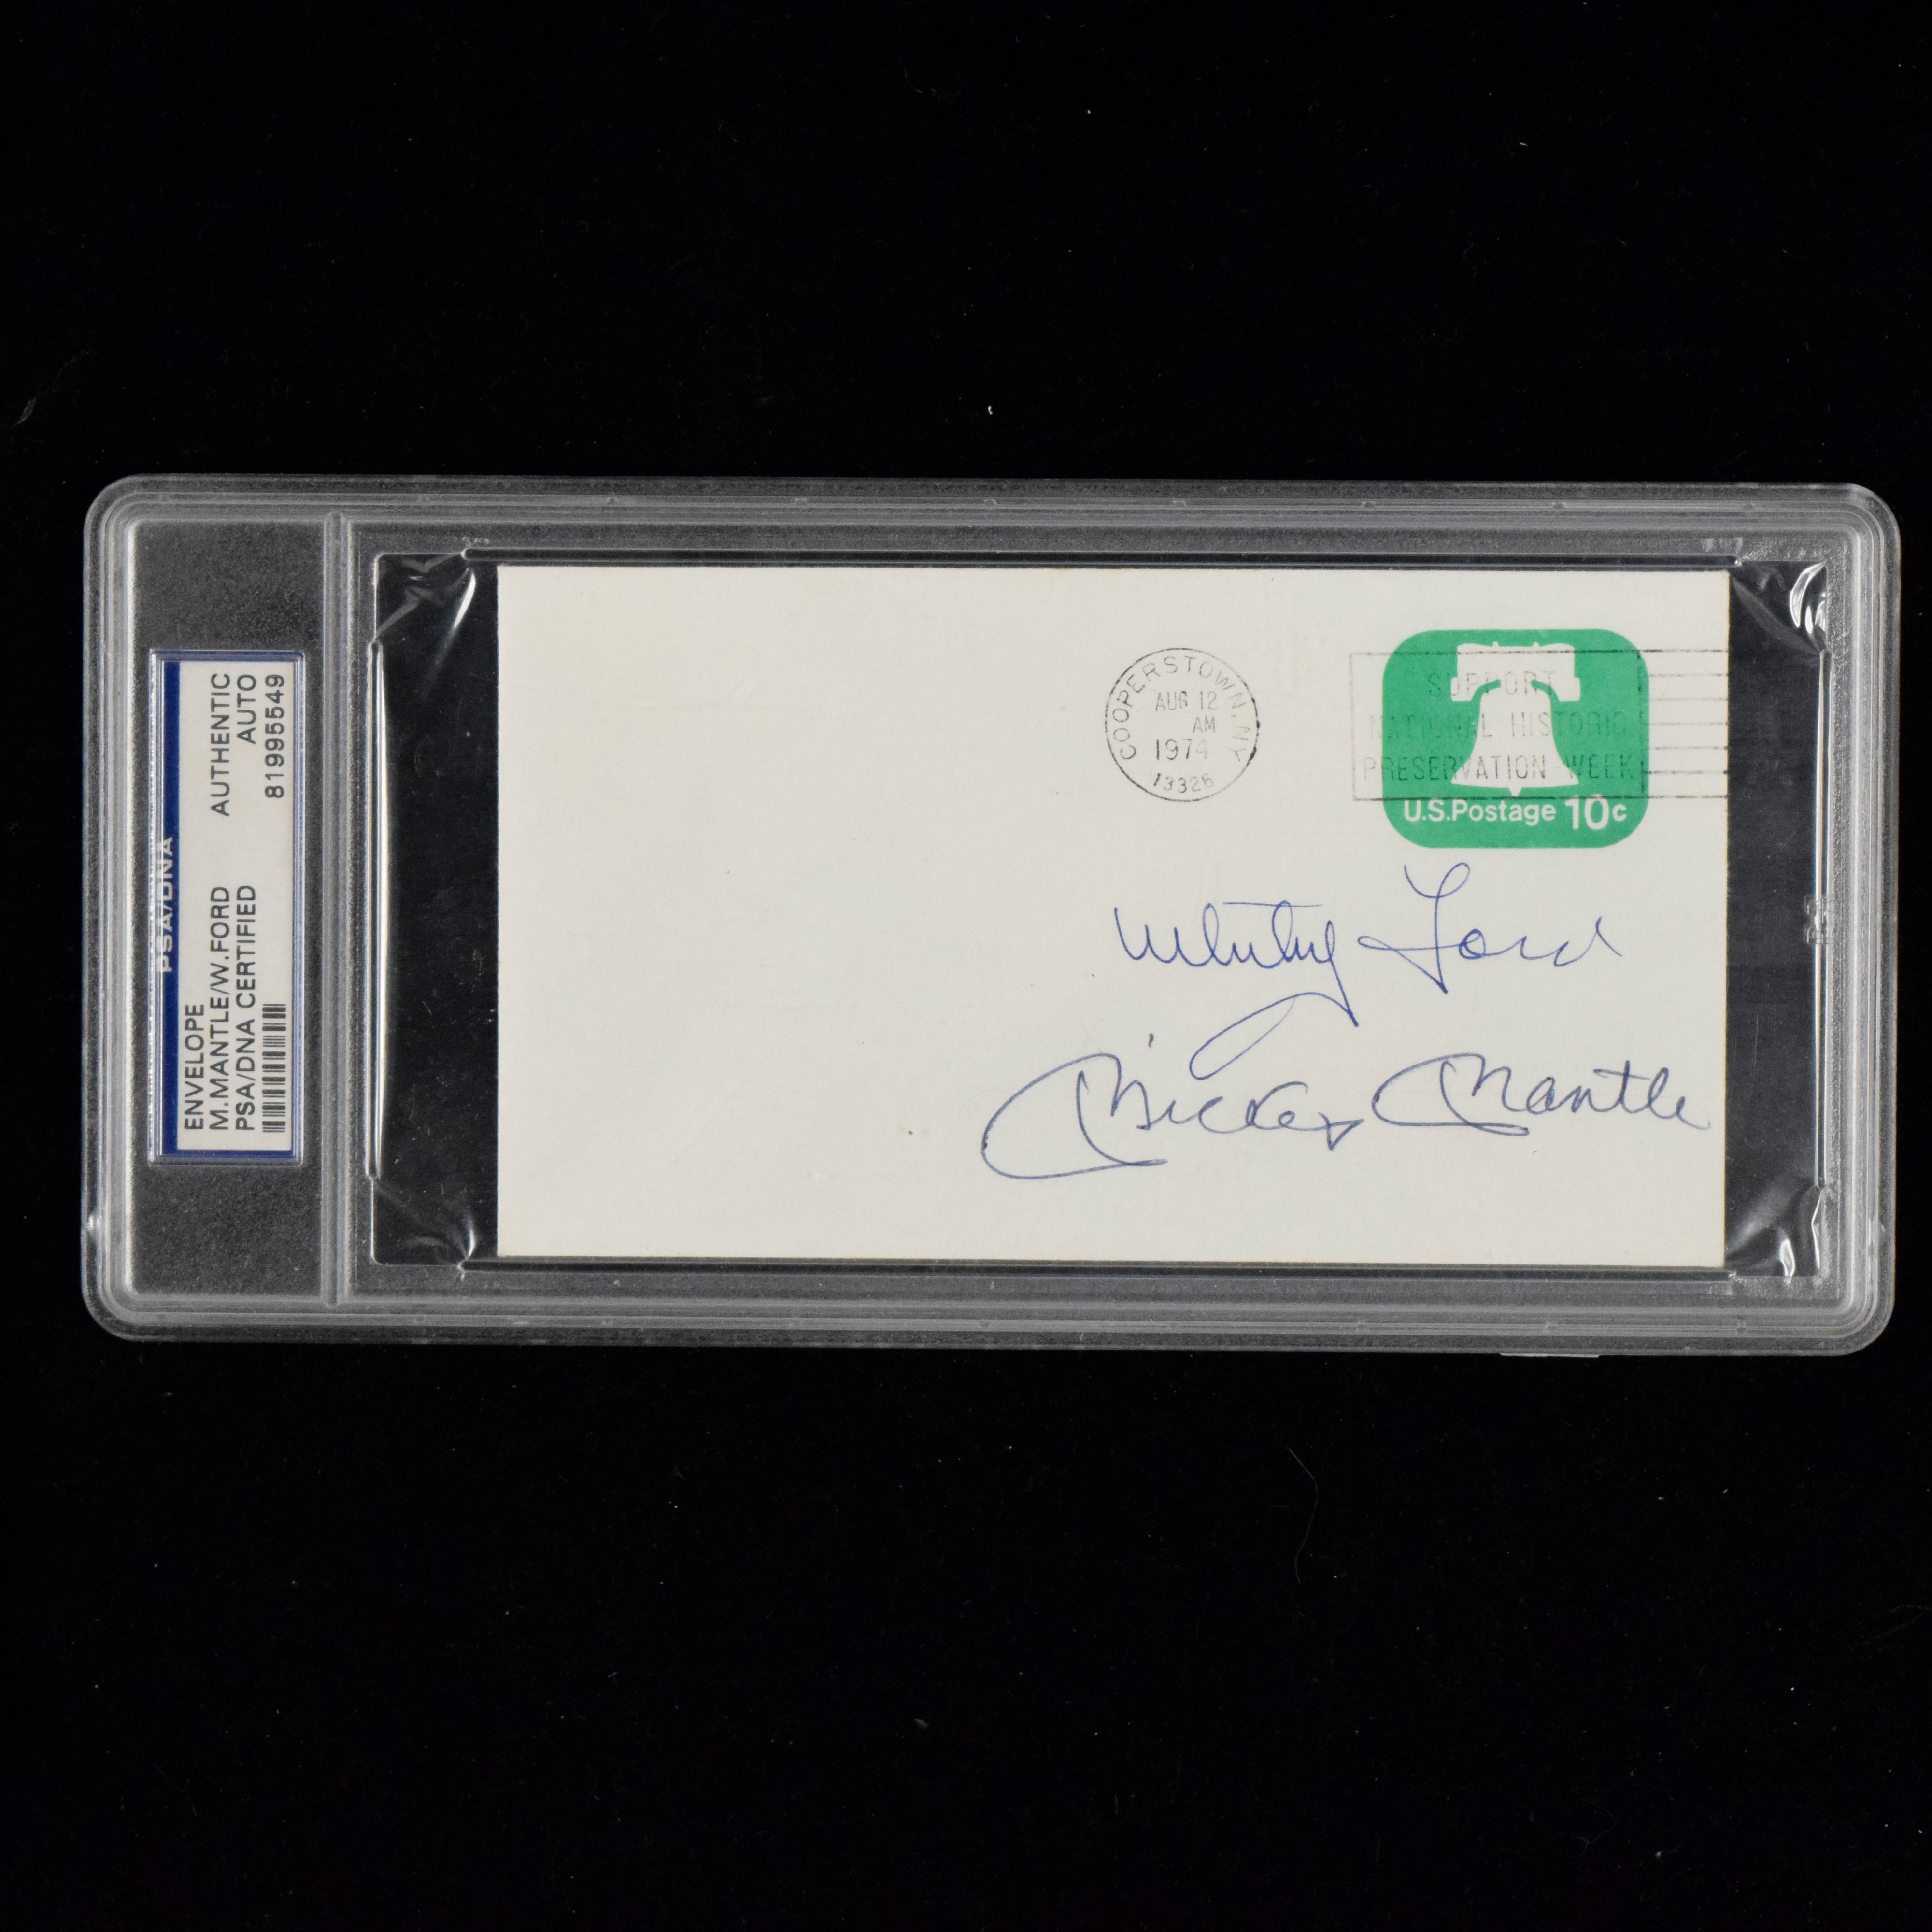 PSA/DNA
ENVELOPE
M.MANTLE/W.FORD AUTHENTIC
PSA/DNA CERTIFIED AUTO
81995549
COOPERSTOWN, NY
AUG 12
AM
1974
13326
SUPPORT
NATIONAL HISTORIC
PRESERVATION WEEK
U.S.Postage 10c
Whitey Ford
Mickey Mantle